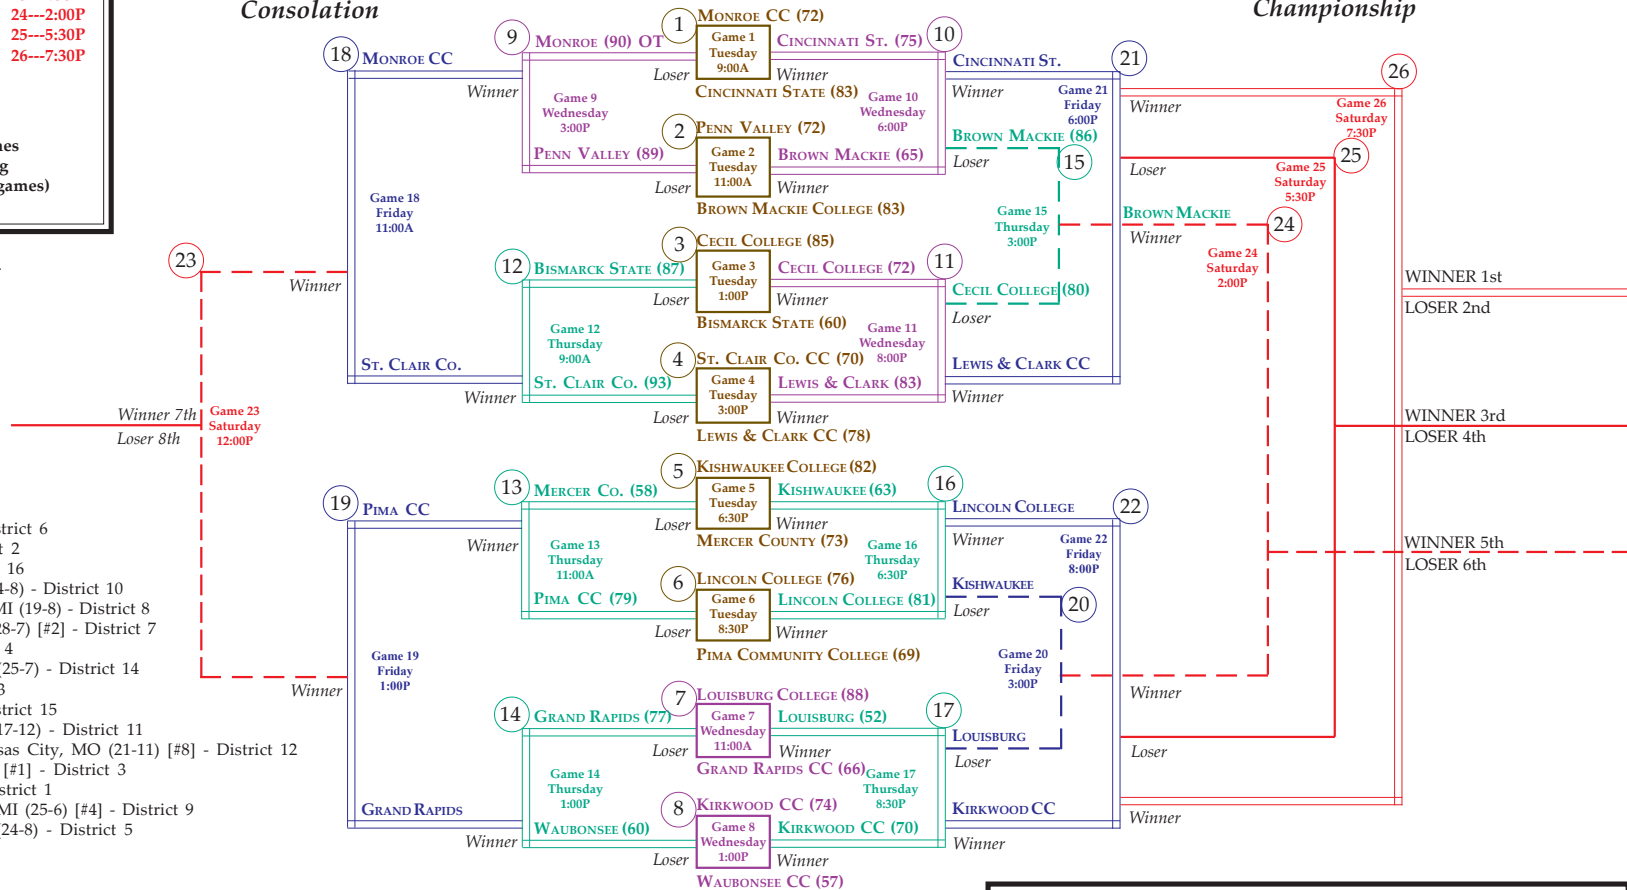 24---2:00P
25---5:30P
26---7:30P
games)
trict 6
t 2
16
4-8) - District 10
MI (19-8) - District 8
28-7) [#2] - District 7
4
(25-7) - District 14
3
strict 15
17-12) - District 11
sas City, MO (21-11) [#8] - District 12
[#1] - District 3
strict 1
MI (25-6) [#4] - District 9
(24-8) - District 5
Consolation
Championship
18
Monroe CC
Game 18
Friday
11:00A
St. Clair Co.
Winner
23
Winner 7th
Loser 8th
Game 23
Saturday
12:00P
19
Pima CC
Game 19
Friday
1:00P
Grand Rapids
Winner
9
Monroe (90) OT
Winner
Game 9
Wednesday
3:00P
Penn Valley (89)
12
Bismarck State (87)
Game 12
Thursday
9:00A
St. Clair Co. (93)
Winner
13
Mercer Co. (58)
Winner
Game 13
Thursday
11:00A
Pima CC (79)
14
Grand Rapids (77)
Game 14
Thursday
1:00P
Waubonsee (60)
Winner
1
Monroe CC (72)
Game 1
Tuesday
9:00A
Loser
Winner
Cincinnati State (83)
2
Penn Valley (72)
Game 2
Tuesday
11:00A
Loser
Winner
Brown Mackie College (83)
3
Cecil College (85)
Game 3
Tuesday
1:00P
Loser
Winner
Bismarck State (60)
4
St. Clair Co. CC (70)
Game 4
Tuesday
3:00P
Loser
Winner
Lewis & Clark CC (78)
5
Kishwaukee College (82)
Game 5
Tuesday
6:30P
Loser
Winner
Mercer County (73)
6
Lincoln College (76)
Game 6
Tuesday
8:30P
Loser
Winner
Pima Community College (69)
7
Louisburg College (88)
Game 7
Wednesday
11:00A
Loser
Winner
Grand Rapids CC (66)
8
Kirkwood CC (74)
Game 8
Wednesday
1:00P
Loser
Winner
Waubonsee CC (57)
Cincinnati St. (75)
10
Game 10
Wednesday
6:00P
Brown Mackie (65)
Cecil College (72)
11
Game 11
Wednesday
8:00P
Lewis & Clark (83)
Kishwaukee (63)
16
Game 16
Thursday
6:30P
Lincoln College (81)
Louisburg (52)
17
Game 17
Thursday
8:30P
Kirkwood CC (70)
Cincinnati St.
21
Winner
Game 21
Friday
6:00P
Brown Mackie (86)
Loser
15
Game 15
Thursday
3:00P
Cecil College (80)
Loser
Lewis & Clark CC
Winner
Lincoln College
22
Winner
Game 22
Friday
8:00P
Kishwaukee
Loser
20
Game 20
Friday
3:00P
Louisburg
Loser
Kirkwood CC
Winner
26
Winner
Game 26
Saturday
7:30P
25
Loser
Game 25
Saturday
5:30P
Brown Mackie
24
Winner
Game 24
Saturday
2:00P
Winner
Loser
Winner
WINNER 1st
LOSER 2nd
WINNER 3rd
LOSER 4th
WINNER 5th
LOSER 6th